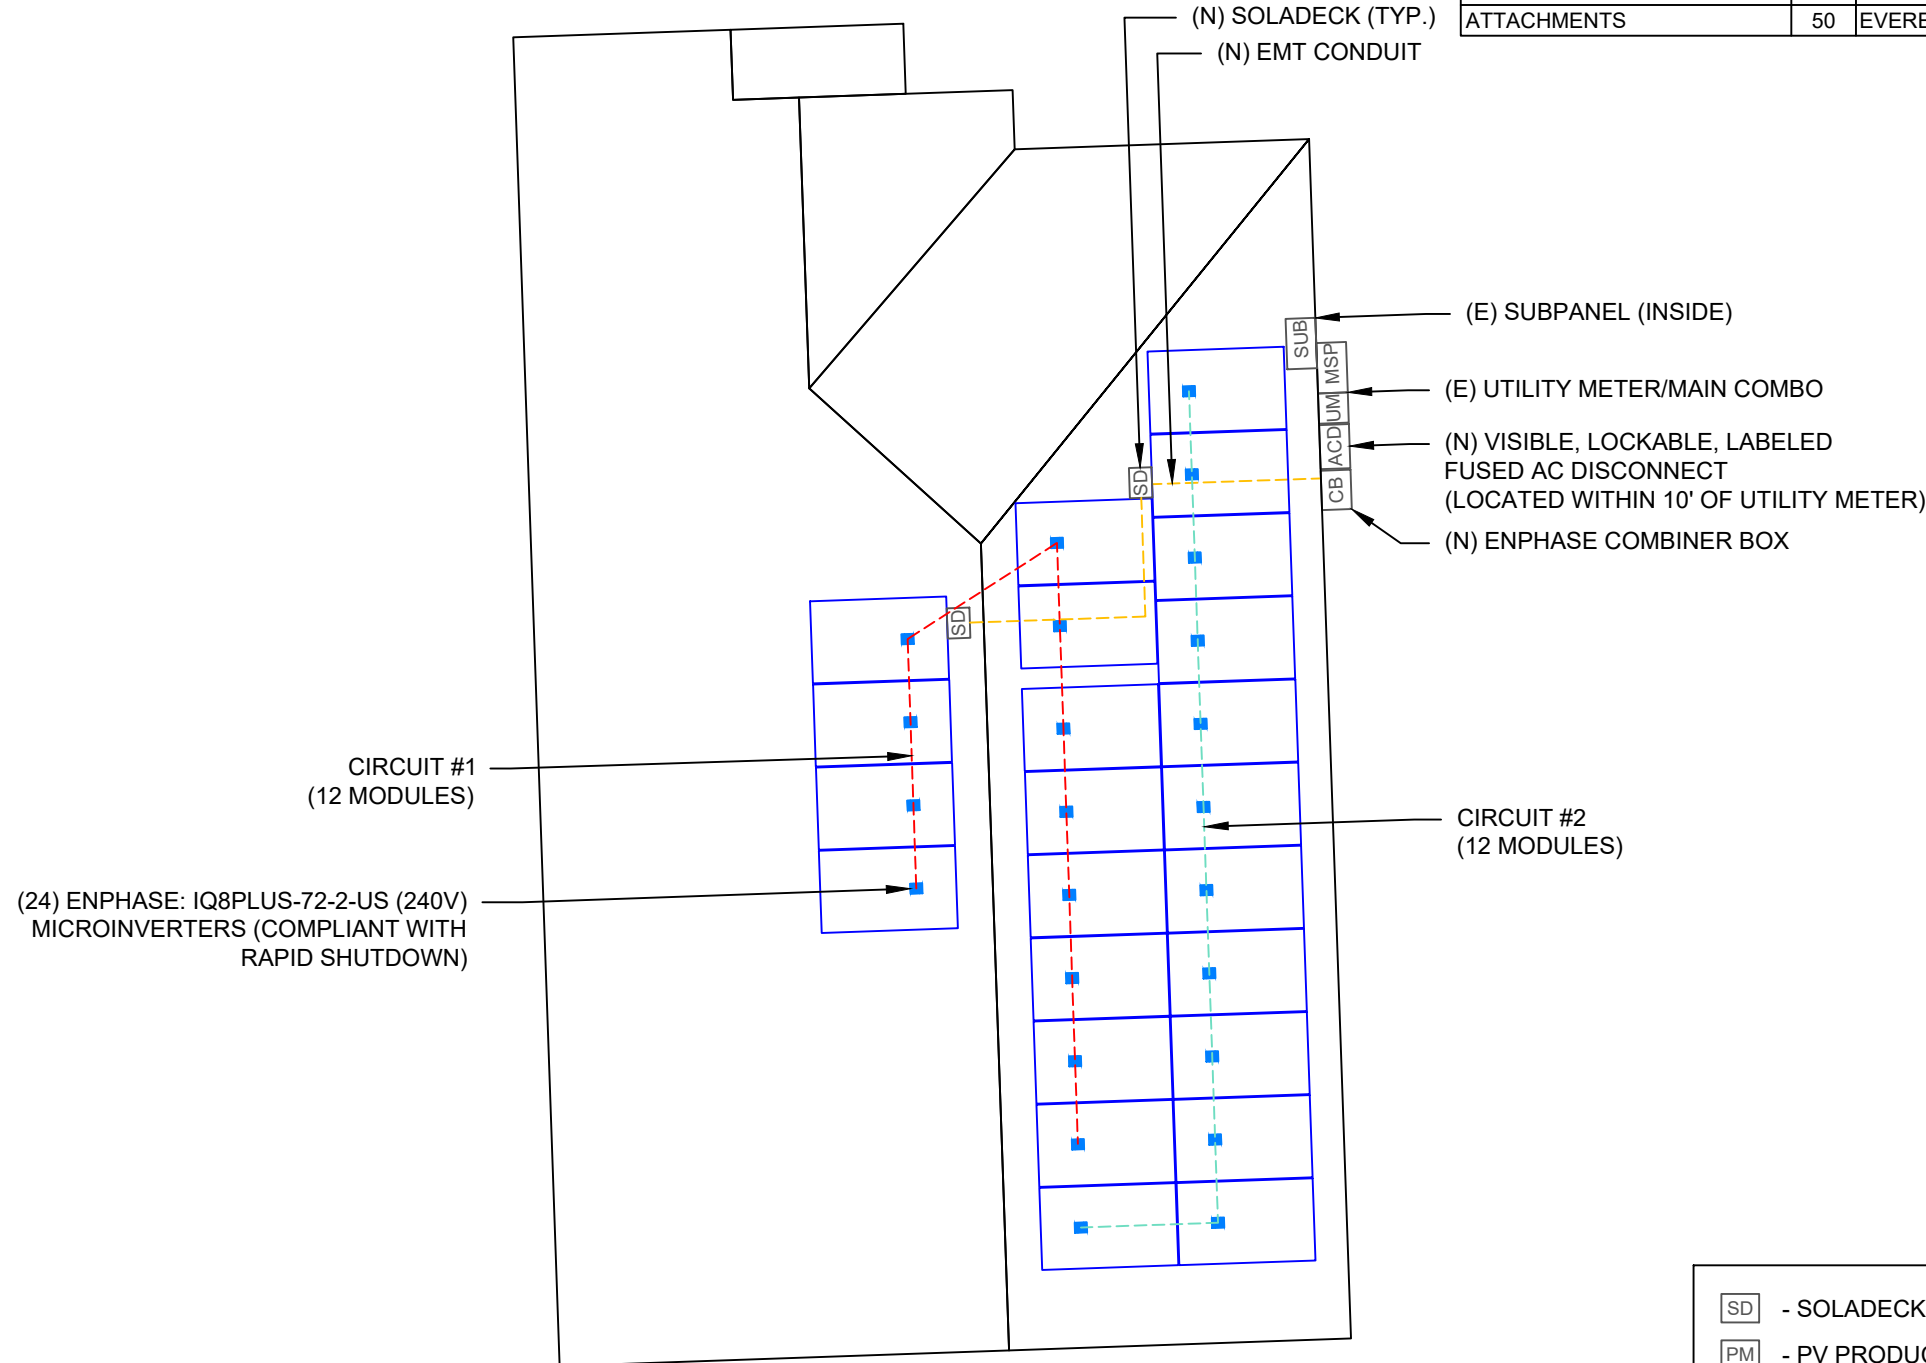 (N) SOLADECK (TYP.)
(N) EMT CONDUIT
ATTACHMENTS 50
(E) SUBPANEL (INSIDE)
SUB
MSP
(E) UTILITY METER/MAIN COMBO
UM
ACD
(N) VISIBLE, LOCKABLE, LABELED
FUSED AC DISCONNECT
(LOCATED WITHIN 10' OF UTILITY METER)
CB
(N) ENPHASE COMBINER BOX
SD
SD
CIRCUIT #1
(12 MODULES)
CIRCUIT #2
(12 MODULES)
(24) ENPHASE: IQ8PLUS-72-2-US (240V)
MICROINVERTERS (COMPLIANT WITH
RAPID SHUTDOWN)
SD - SOLADECK
PM - PV